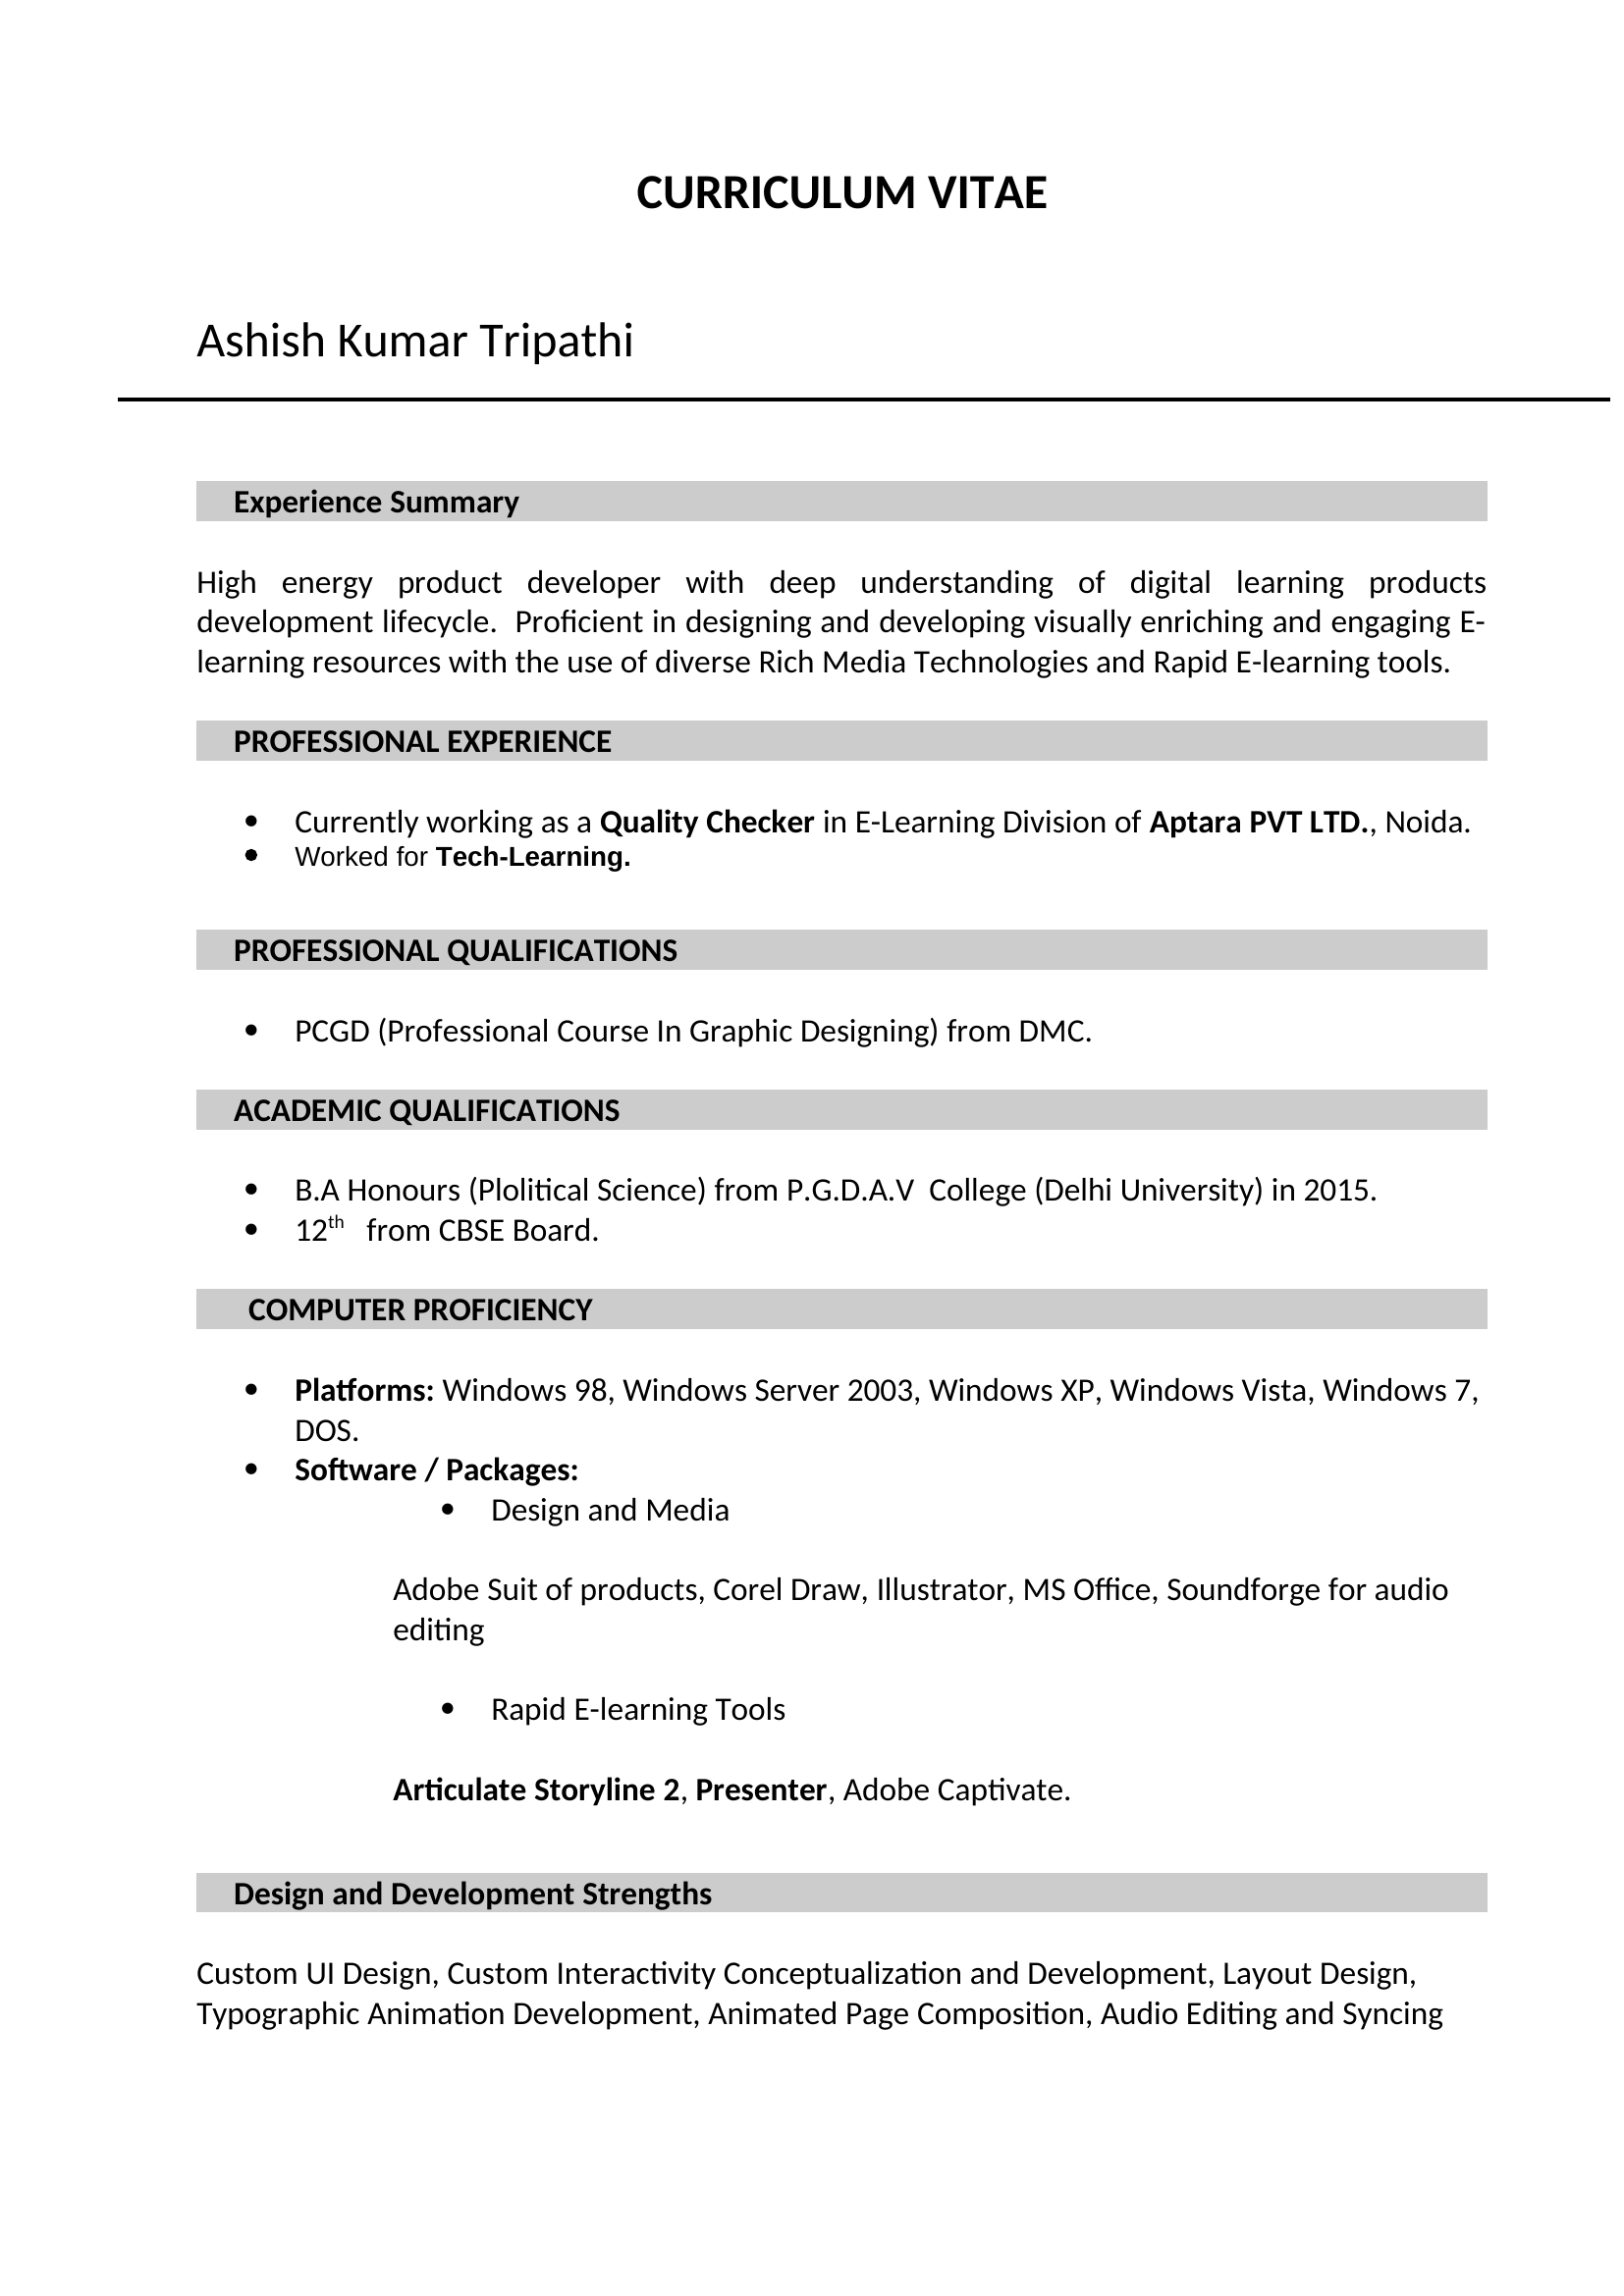 CURRICULUM VITAE
Ashish Kumar Tripathi
Experience Summary
High energy product developer with deep understanding of digital learning products
development lifecycle.  Proficient in designing and developing visually enriching and engaging E-
learning resources with the use of diverse Rich Media Technologies and Rapid E-learning tools.
PROFESSIONAL EXPERIENCE
• Currently working as a Quality Checker in E-Learning Division of Aptara PVT LTD., Noida.
• Worked for Tech-Learning.
PROFESSIONAL QUALIFICATIONS
• PCGD (Professional Course In Graphic Designing) from DMC.
ACADEMIC QUALIFICATIONS
• B.A Honours (Plolitical Science) from P.G.D.A.V  College (Delhi University) in 2015.
• 12th  from CBSE Board.
COMPUTER PROFICIENCY
• Platforms: Windows 98, Windows Server 2003, Windows XP, Windows Vista, Windows 7,
DOS.
• Software / Packages:
• Design and Media
Adobe Suit of products, Corel Draw, Illustrator, MS Office, Soundforge for audio
editing
• Rapid E-learning Tools
Articulate Storyline 2, Presenter, Adobe Captivate.
Design and Development Strengths
Custom UI Design, Custom Interactivity Conceptualization and Development, Layout Design,
Typographic Animation Development, Animated Page Composition, Audio Editing and Syncing